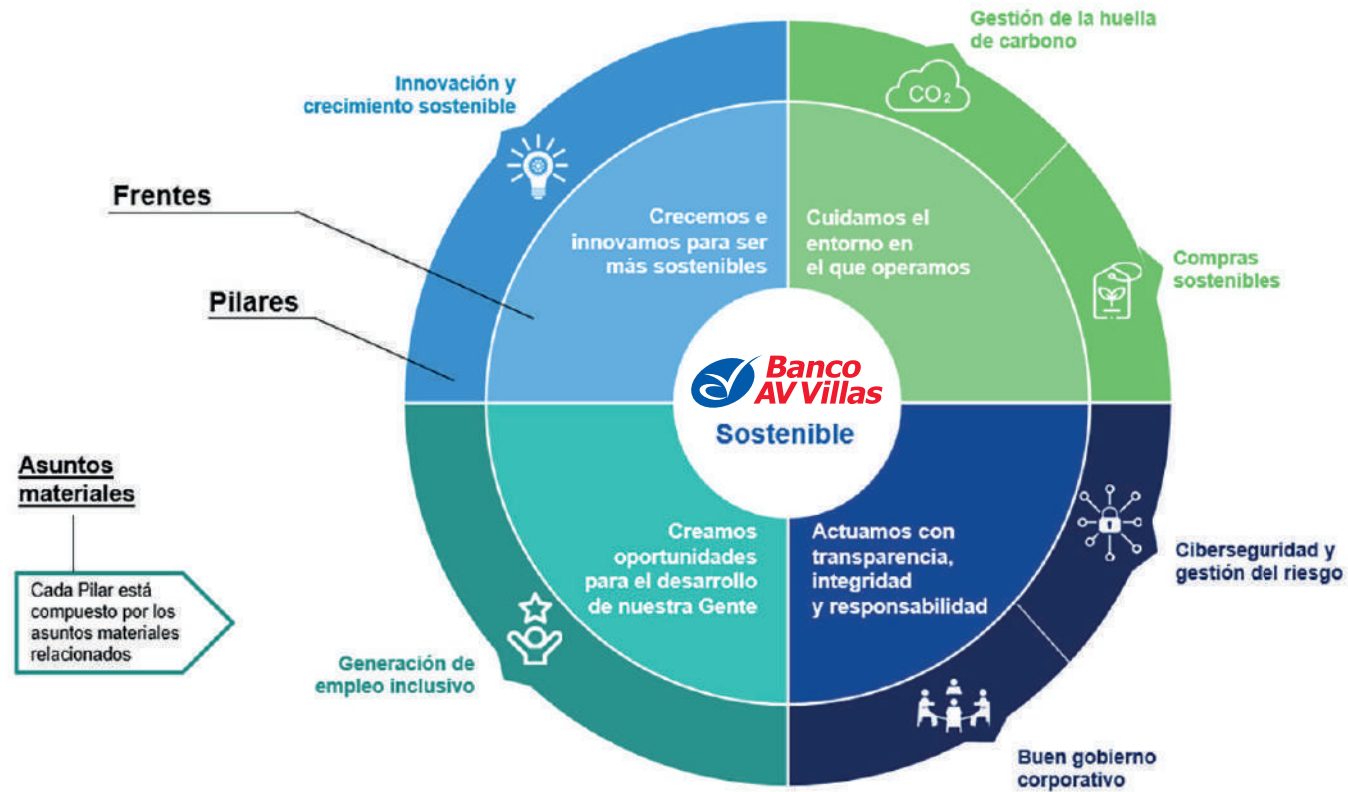 Gestión de la huella
de carbono
CO₂
Innovación y
crecimiento sostenible
Frentes
Crecemos e
innovamos para ser
más sostenibles
Cuidamos el
entorno en
el que operamos
Compras
sostenibles
Pilares
Banco
AV Villas
Sostenible
Asuntos
materiales
Cada Pilar está
compuesto por los
asuntos materiales
relacionados
Creamos
oportunidades
para el desarrollo
de nuestra Gente
Actuamos con
transparencia,
integridad
y responsabilidad
Ciberseguridad y
gestión del riesgo
Generación de
empleo inclusivo
Buen gobierno
corporativo